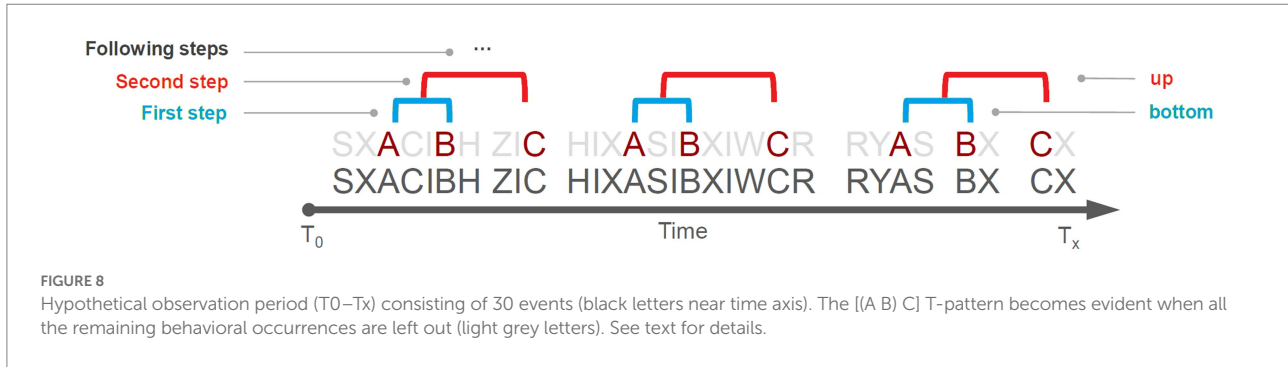 Following steps ...
Second step up
First step bottom
SXACIBH ZIC HIXASIBXIWCR RYAS BX CX
SXACIBH ZIC HIXASIBXIWCR RYAS BX CX
T0 Time Tx
FIGURE 8
Hypothetical observation period (T0–Tx) consisting of 30 events (black letters near time axis). The [(A B) C] T-pattern becomes evident when all
the remaining behavioral occurrences are left out (light grey letters). See text for details.